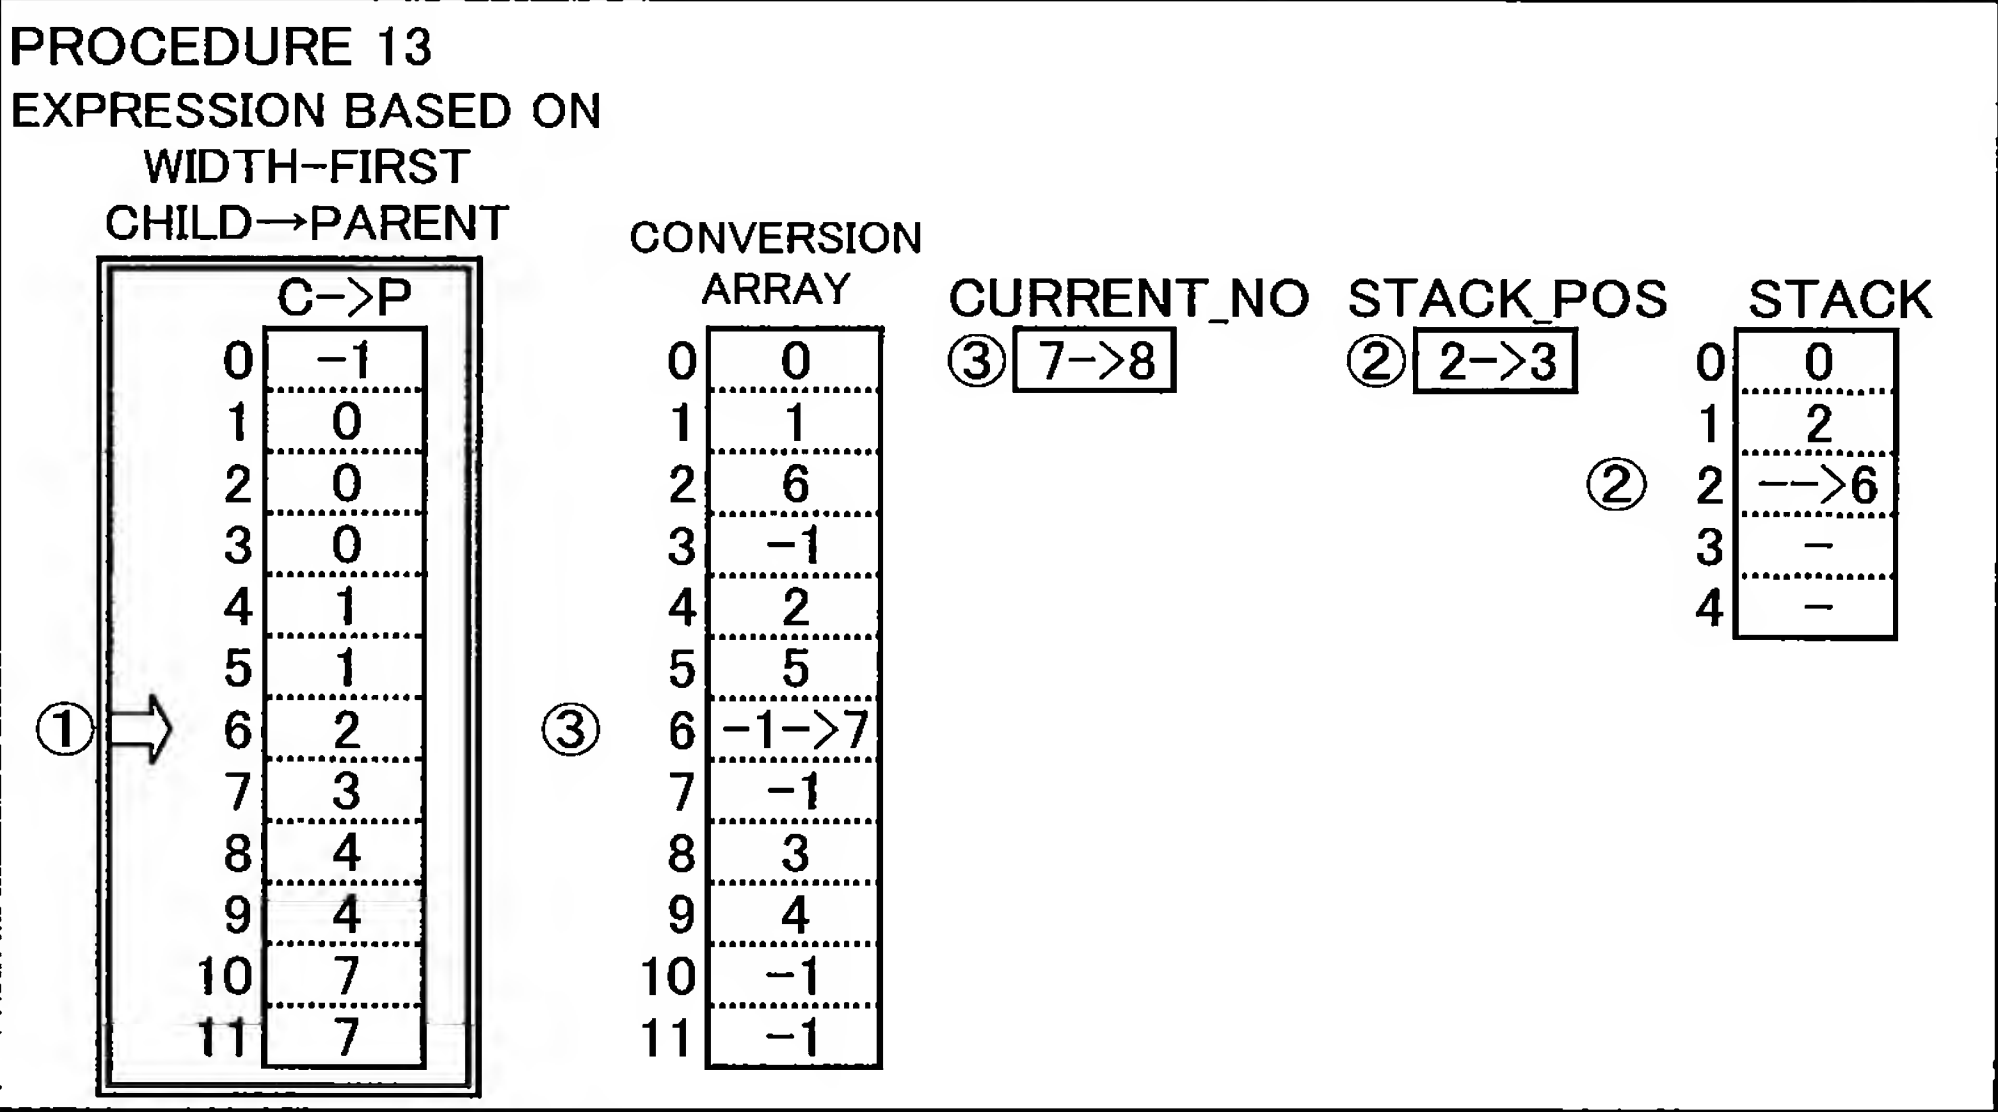 PROCEDURE 13
EXPRESSION BASED ON
WIDTH-FIRST
CHILD→PARENT
CONVERSION
ARRAY
C->P
CURRENT_NO
STACK_POS
STACK
0 -1
1 0
2 0
3 0
4 1
5 1
① 6 2
7 3
8 4
9 4
10 7
11 7
0 0
1 1
2 6
3 -1
4 2
5 5
③ 6 -1->7
7 -1
8 3
9 4
10 -1
11 -1
③ 7->8
② 2->3
0 0
1 2
② 2 -->6
3 -
4 -